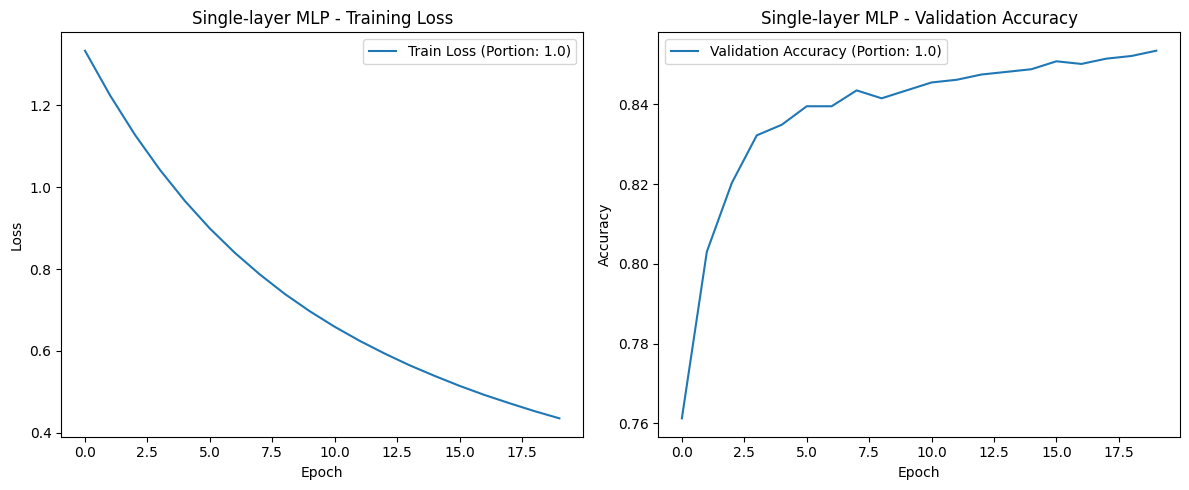 Single-layer MLP - Training Loss
Train Loss (Portion: 1.0)
Loss
1.2
1.0
0.8
0.6
0.4
0.0 2.5 5.0 7.5 10.0 12.5 15.0 17.5
Epoch
Single-layer MLP - Validation Accuracy
Validation Accuracy (Portion: 1.0)
Accuracy
0.84
0.82
0.80
0.78
0.76
0.0 2.5 5.0 7.5 10.0 12.5 15.0 17.5
Epoch